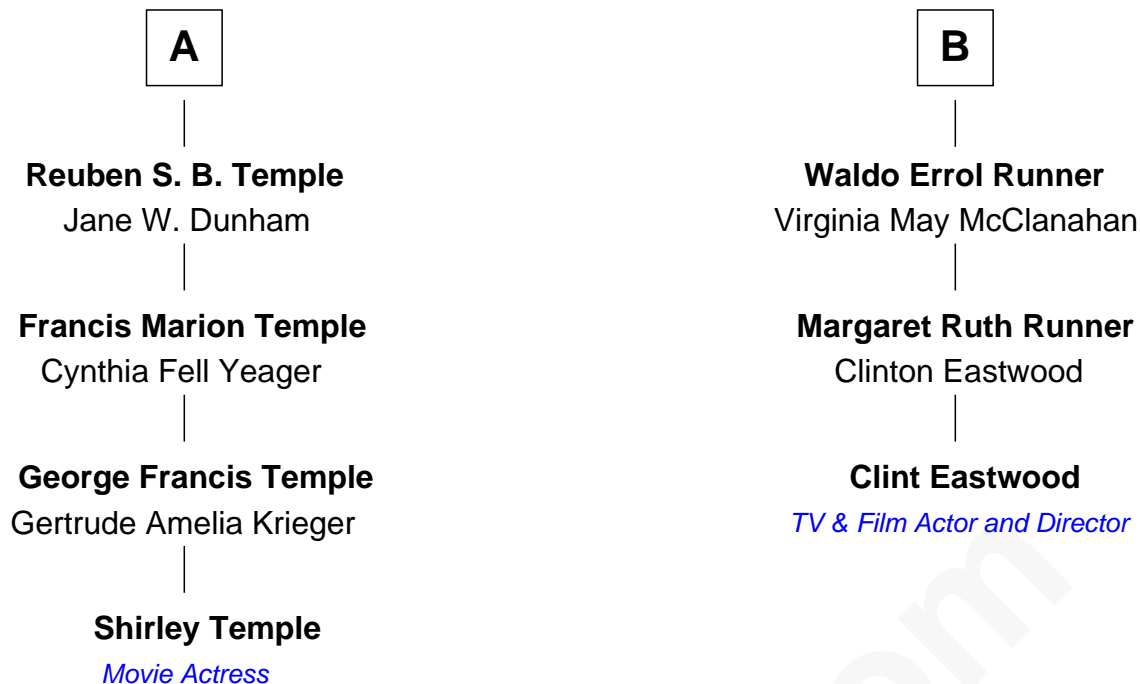 A
Reuben S. B. Temple
Jane W. Dunham
Francis Marion Temple
Cynthia Fell Yeager
George Francis Temple
Gertrude Amelia Krieger
Shirley Temple
Movie Actress
B
Waldo Errol Runner
Virginia May McClanahan
Margaret Ruth Runner
Clinton Eastwood
Clint Eastwood
TV & Film Actor and Director
om